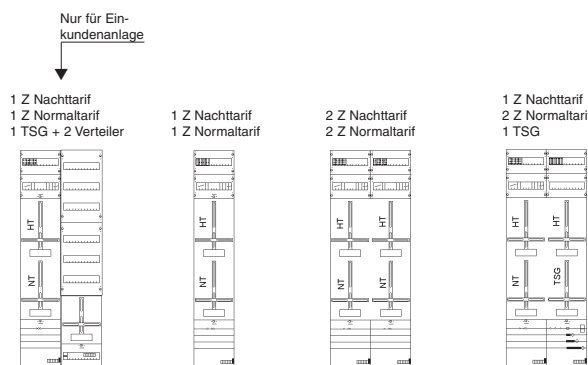 Nur für Ein-
kundenanlage
1 Z Nachttarif
1 Z Normaltarif
1 TSG + 2 Verteiler
1 Z Nachttarif
1 Z Normaltarif
2 Z Nachttarif
2 Z Normaltarif
1 Z Nachttarif
2 Z Normaltari
1 TSG
HT
NT
HT
NT
HT
HT
NT
NT
HT
HT
NT
TSG